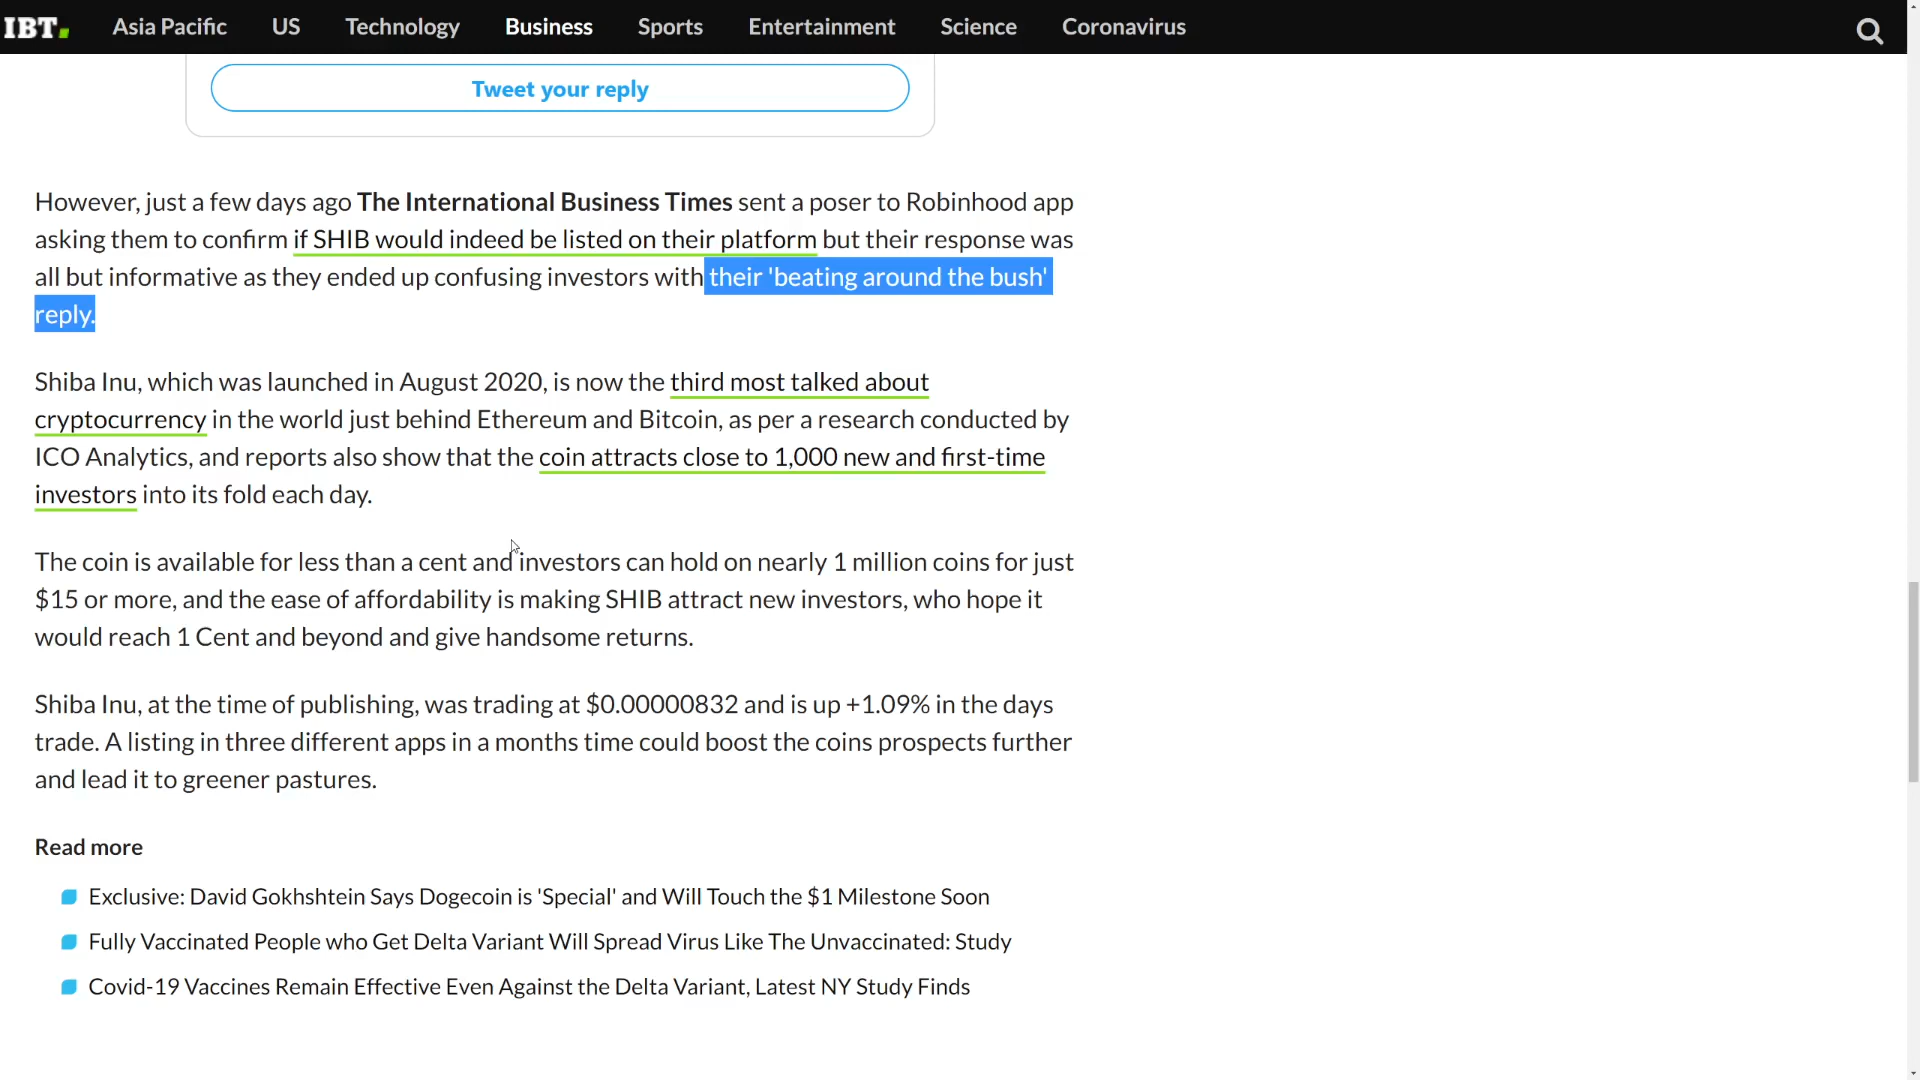 IBT.
Asia Pacific US Technology Business Sports Entertainment Science Coronavirus
Tweet your reply
However, just a few days ago The International Business Times sent a poser to Robinhood app
asking them to confirm if SHIB would indeed be listed on their platform but their response was
all but informative as they ended up confusing investors with their 'beating around the bush'
reply.
Shiba Inu, which was launched in August 2020, is now the third most talked about
cryptocurrency in the world just behind Ethereum and Bitcoin, as per a research conducted by
ICO Analytics, and reports also show that the coin attracts close to 1,000 new and first-time
investors into its fold each day.
The coin is available for less than a cent and investors can hold on nearly 1 million coins for just
$15 or more, and the ease of affordability is making SHIB attract new investors, who hope it
would reach 1 Cent and beyond and give handsome returns.
Shiba Inu, at the time of publishing, was trading at $0.00000832 and is up +1.09% in the days
trade. A listing in three different apps in a months time could boost the coins prospects further
and lead it to greener pastures.
Read more
Exclusive: David Gokhshtein Says Dogecoin is 'Special' and Will Touch the $1 Milestone Soon
Fully Vaccinated People who Get Delta Variant Will Spread Virus Like The Unvaccinated: Study
Covid-19 Vaccines Remain Effective Even Against the Delta Variant, Latest NY Study Finds